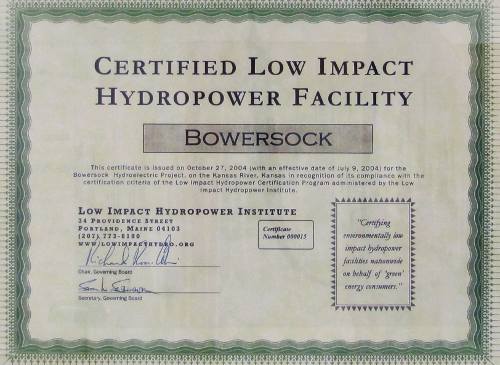 CERTIFIED LOW IMPACT
HYDROPOWER FACILITY
BOWERSOCK
This certificate is issued on October 27, 2004 (with an effective date of July 9, 2004) for the
Bowersock Hydroelectric Project, on the Kansas River, Kansas in recognition of its compliance with the
certification criteria of the Low Impact Hydropower Certification Program administered by the Low
Impact Hydropower Institute.
LOW IMPACT HYDROPOWER INSTITUTE
34 PROVIDENCE STREET
PORTLAND, MAINE 04103
(207) 773-8190
WWW.LOWIMPACTHYDRO.ORG
Chair, Governing Board
Secretary, Governing Board
Certificate
Number 000015
"Certifying
environmentally low
impact hydropower
facilities nationwide
on behalf of 'green'
energy consumers."